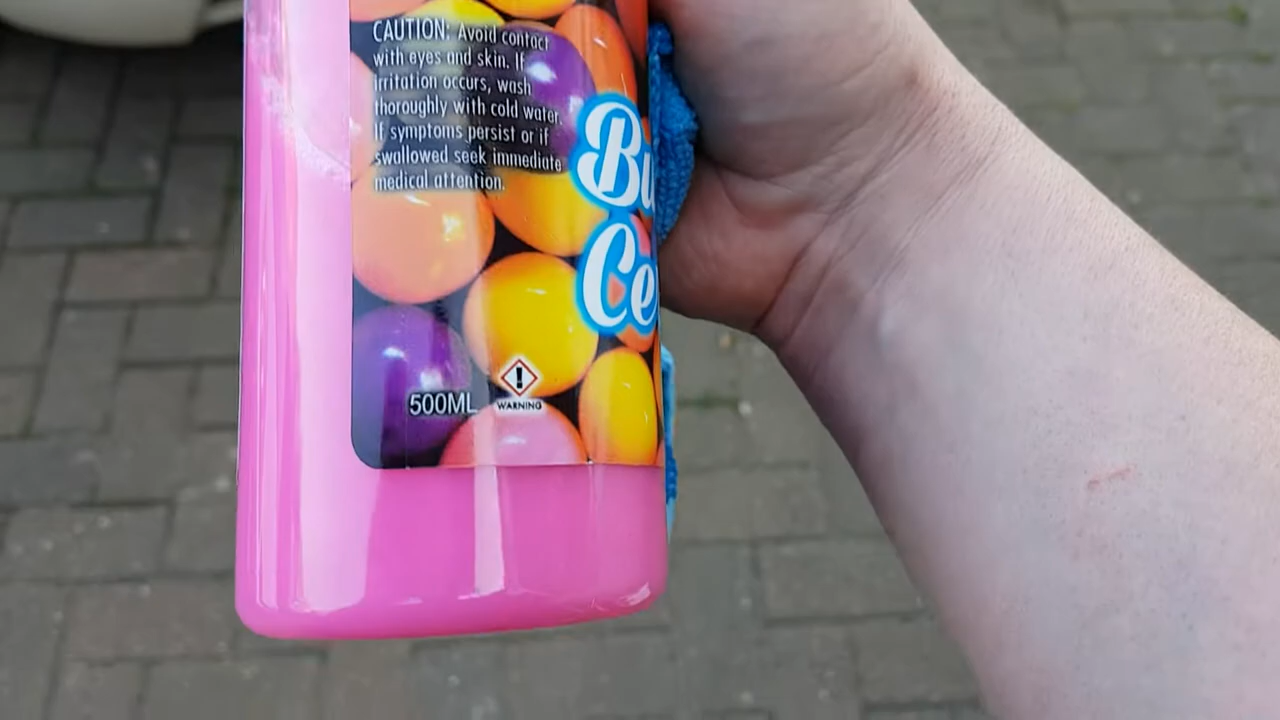 CAUTION: Avoid contact
with eyes and skin. If
irritation occurs, wash
thoroughly with cold water.
If symptoms persist or if
swallowed seek immediate
medical attention.
Bu
Ce
500ML
WARNING